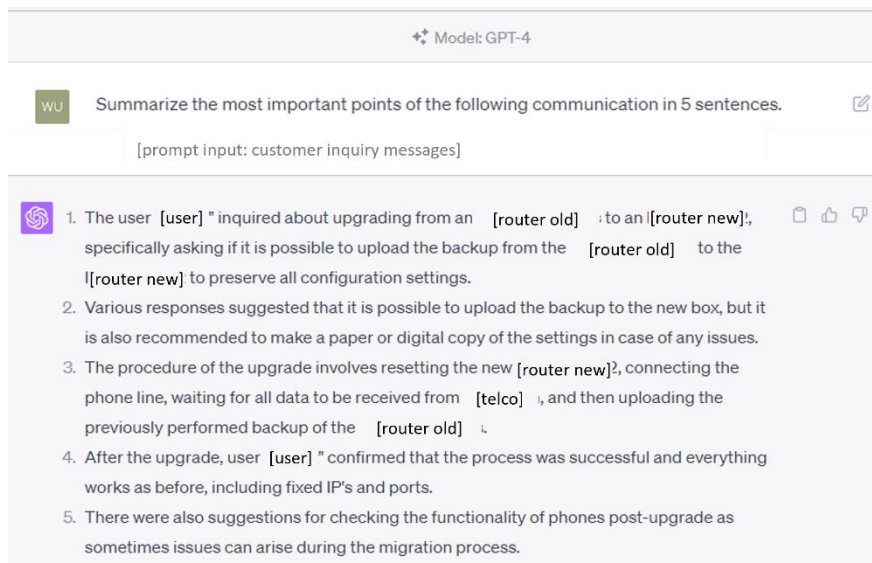 Model: GPT-4
WU
Summarize the most important points of the following communication in 5 sentences.
[prompt input: customer inquiry messages]
1. The user [user] " inquired about upgrading from an [router old] to an [router new],
specifically asking if it is possible to upload the backup from the [router old] to the
[router new] to preserve all configuration settings.
2. Various responses suggested that it is possible to upload the backup to the new box, but it
is also recommended to make a paper or digital copy of the settings in case of any issues.
3. The procedure of the upgrade involves resetting the new [router new], connecting the
phone line, waiting for all data to be received from [telco], and then uploading the
previously performed backup of the [router old].
4. After the upgrade, user [user] " confirmed that the process was successful and everything
works as before, including fixed IP's and ports.
5. There were also suggestions for checking the functionality of phones post-upgrade as
sometimes issues can arise during the migration process.